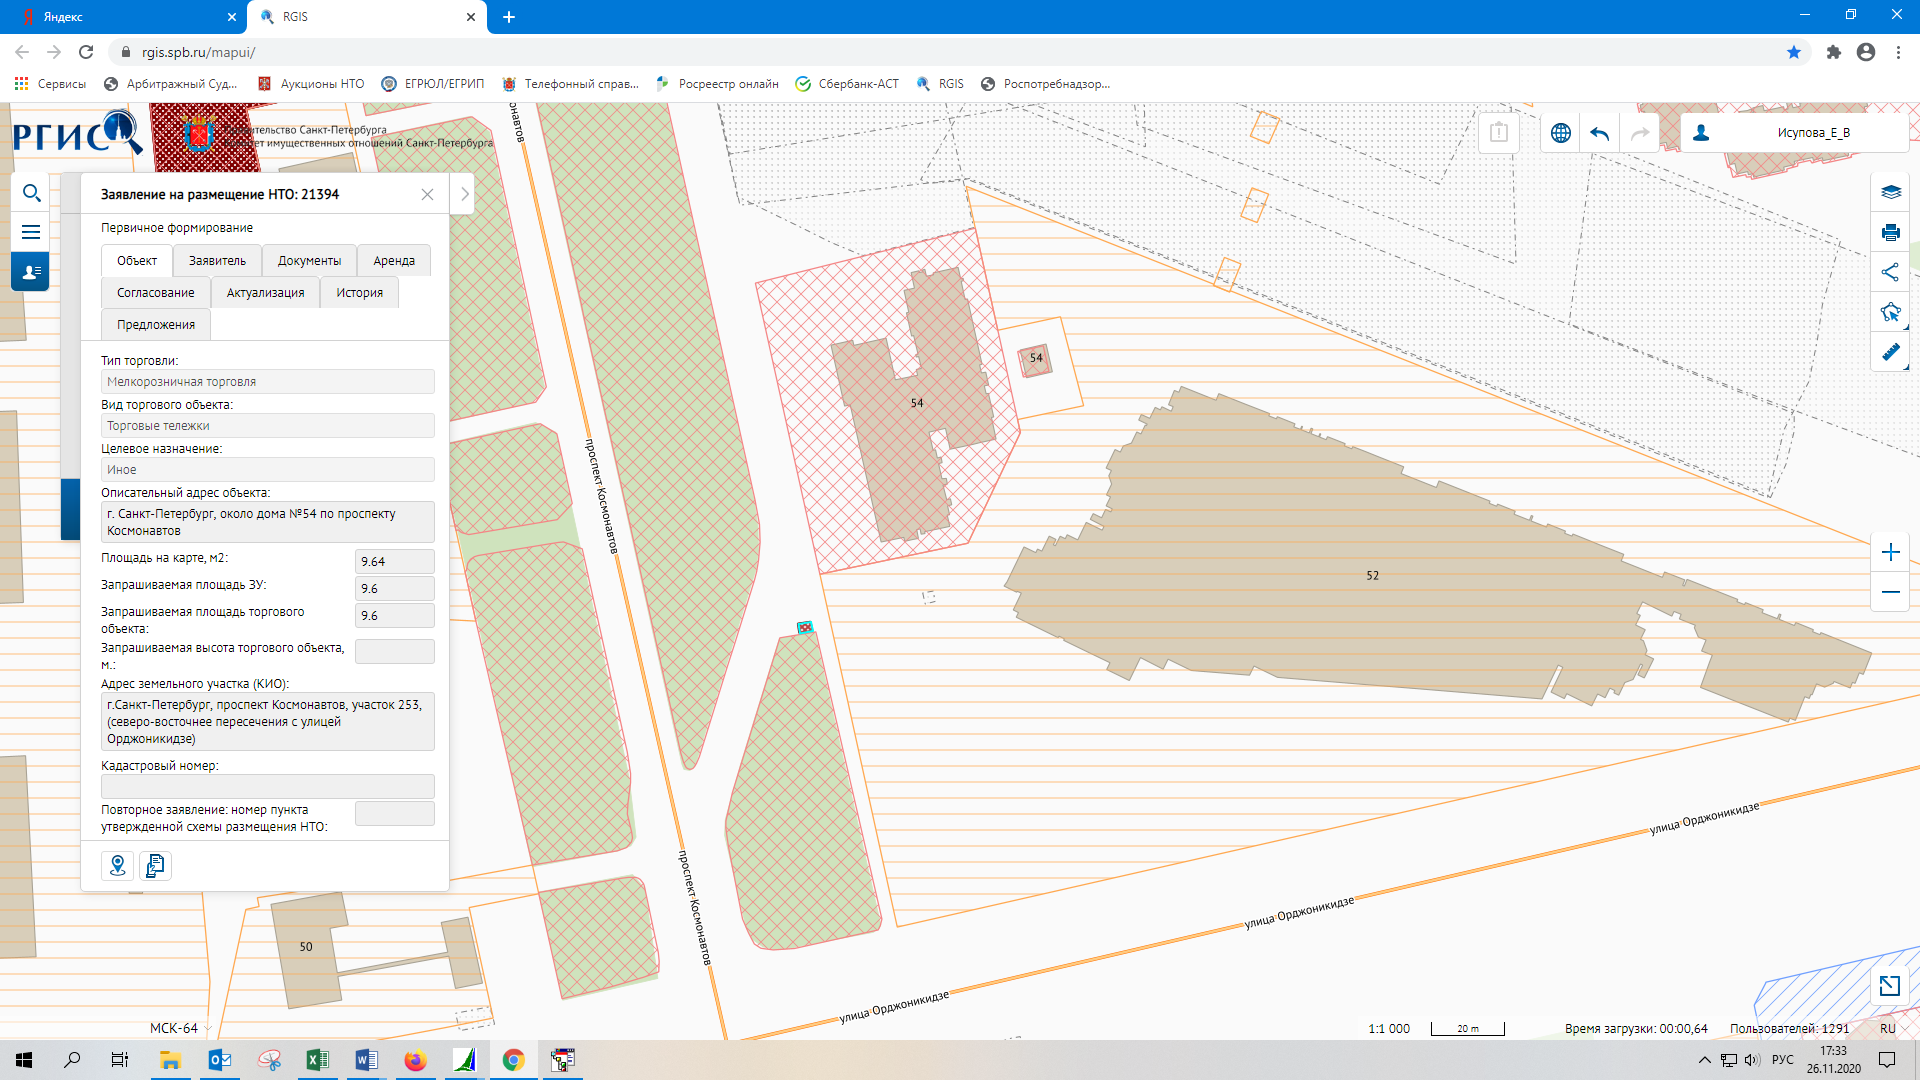 Яндекс
RGIS
rgis.spb.ru/mapui/
Сервисы
Арбитражный Суд...
Аукционы НТО
ЕГРЮЛ/ЕГРИП
Телефонный справ...
Росреестр онлайн
Сбербанк-АСТ
RGIS
Роспотребнадзор...
РГИС
Санкт-Петербурга
имущественных отношений Санкт-Петербурга
Исупова_Е_В
Заявление на размещение НТО: 21394
Первичное формирование
Объект
Заявитель
Документы
Аренда
Согласование
Актуализация
История
Предложения
Тип торговли:
Мелкорозничная торговля
Вид торгового объекта:
Торговые тележки
Целевое назначение:
Иное
Описательный адрес объекта:
г. Санкт-Петербург, около дома №54 по проспекту
Космонавтов
Площадь на карте, м2:
9.64
Запрашиваемая площадь ЗУ:
9.6
Запрашиваемая площадь торгового
объекта:
9.6
Запрашиваемая высота торгового объекта,
м.:
Адрес земельного участка (КИО):
г.Санкт-Петербург, проспект Космонавтов, участок 253,
(северо-восточнее пересечения с улицей
Орджоникидзе)
Кадастровый номер:
Повторное заявление: номер пункта
утвержденной схемы размещения НТО:
проспект Космонавтов
проспект Космонавтов
54
54
52
50
улица Орджоникидзе
улица Орджоникидзе
улица Орджоникидзе
МСК-64
1:1 000
20 m
Время загрузки: 00:00,64
Пользователей: 1291
RU
РУС
17:33
26.11.2020